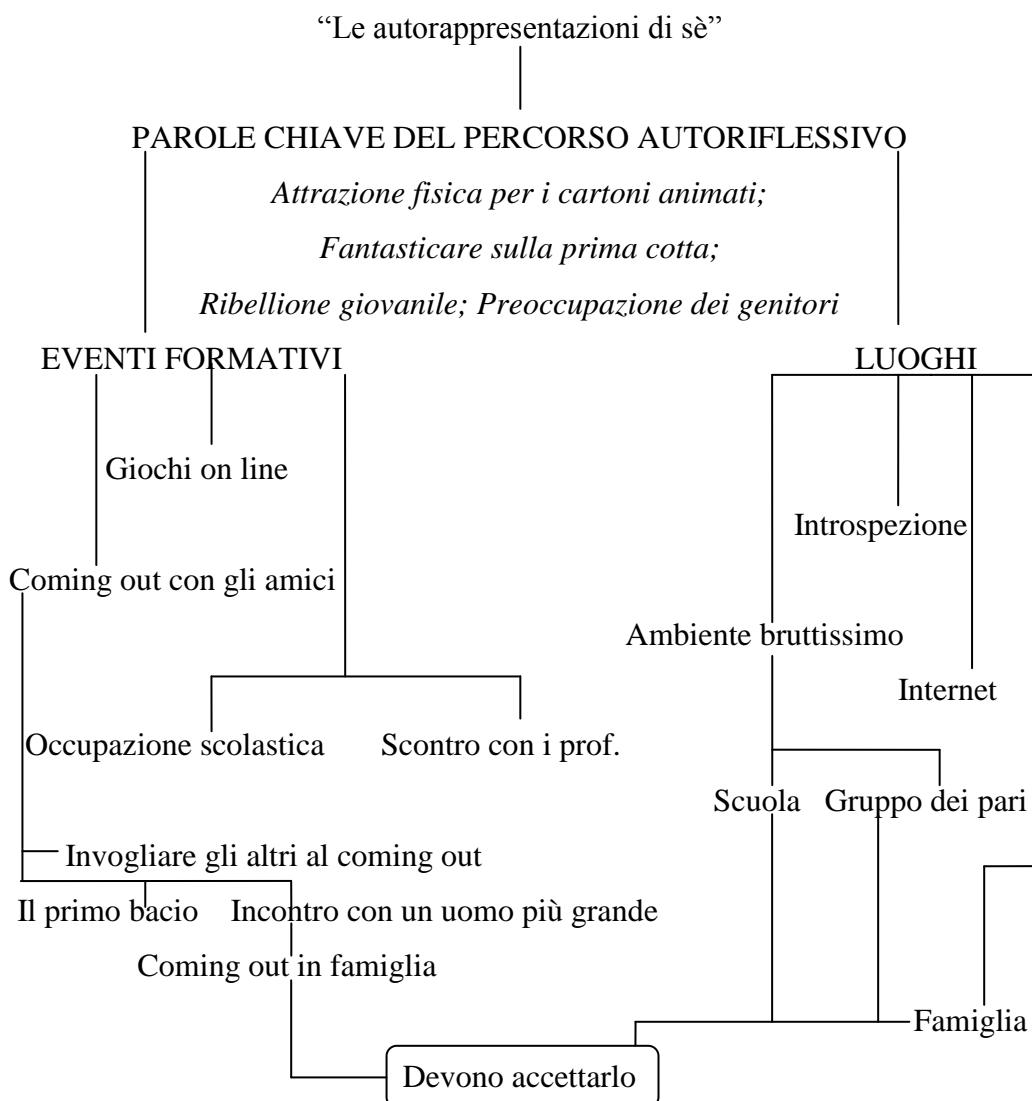 “Le autorappresentazioni di sè”
PAROLE CHIAVE DEL PERCORSO AUTORIFLESSIVO
Attrazione fisica per i cartoni animati;
Fantasticare sulla prima cotta;
Ribellione giovanile; Preoccupazione dei genitori
EVENTI FORMATIVI
LUOGHI
Giochi on line
Introspezione
Coming out con gli amici
Ambiente bruttissimo
Internet
Occupazione scolastica
Scontro con i prof.
Scuola
Gruppo dei pari
Invogliare gli altri al coming out
Il primo bacio
Incontro con un uomo più grande
Coming out in famiglia
Famiglia
Devono accettarlo